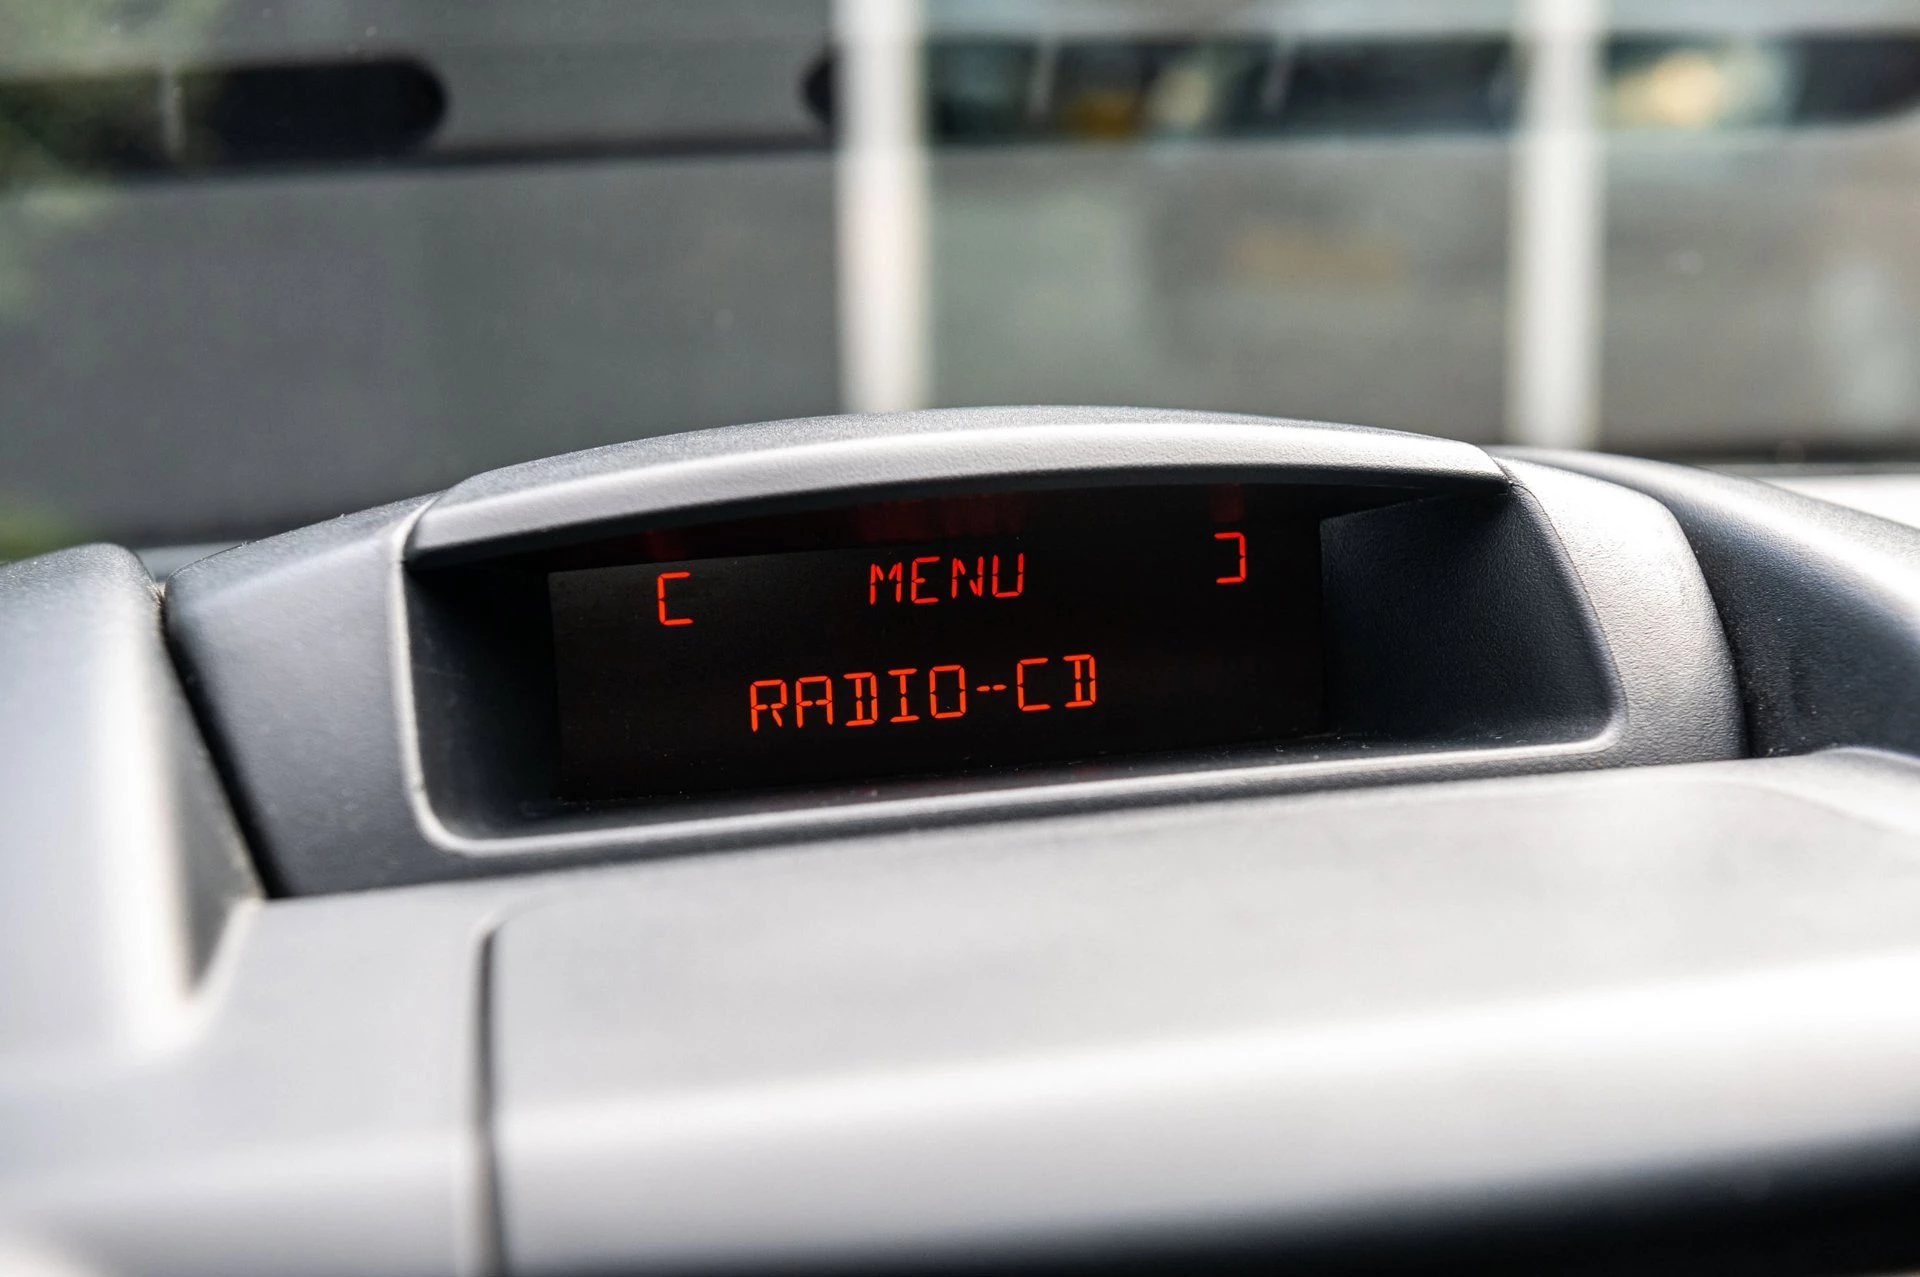 [ MENU ]
RADIO-CD